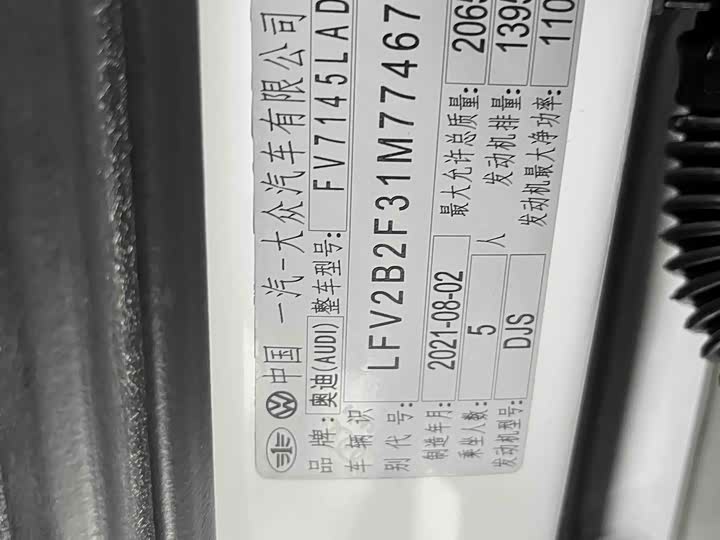 中国 一汽-大众汽车有限公司
品牌: 奥迪(AUDI) 整车型号: FV7145LAD
车辆识别代号: LFV2B2F31M77467
制造年月: 2021-08-02 最大允许总质量: 2065
乘坐人数: 5 人 发动机排量: 1395
发动机型号: DJS 发动机最大净功率: 110